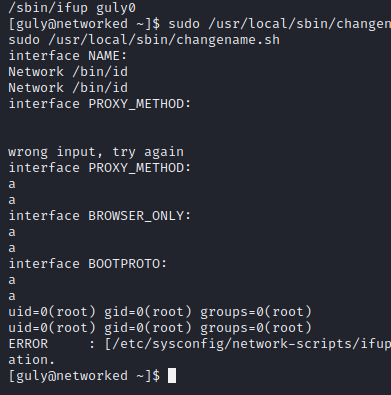 /sbin/ifup guly0
[guly@networked ~]$ sudo /usr/local/sbin/changen
sudo /usr/local/sbin/changename.sh
interface NAME:
Network /bin/id
Network /bin/id
interface PROXY_METHOD:
wrong input, try again
interface PROXY_METHOD:
a
a
interface BROWSER_ONLY:
a
a
interface BOOTPROTO:
a
a
uid=0(root) gid=0(root) groups=0(root)
uid=0(root) gid=0(root) groups=0(root)
ERROR     : [/etc/sysconfig/network-scripts/ifup
ation.
[guly@networked ~]$